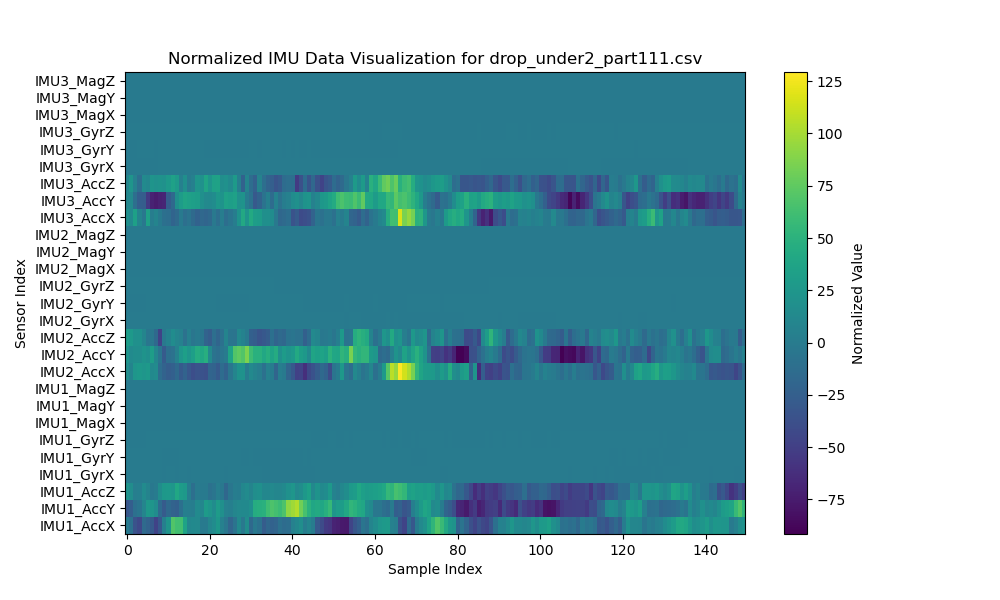 Normalized IMU Data Visualization for drop_under2_part111.csv
IMU3_MagZ
IMU3_MagY
IMU3_MagX
IMU3_GyrZ
IMU3_GyrY
IMU3_GyrX
IMU3_AccZ
IMU3_AccY
IMU3_AccX
IMU2_MagZ
IMU2_MagY
IMU2_MagX
IMU2_GyrZ
IMU2_GyrY
IMU2_GyrX
IMU2_AccZ
IMU2_AccY
IMU2_AccX
IMU1_MagZ
IMU1_MagY
IMU1_MagX
IMU1_GyrZ
IMU1_GyrY
IMU1_GyrX
IMU1_AccZ
IMU1_AccY
IMU1_AccX
Sensor Index
0 20 40 60 80 100 120 140
Sample Index
125
100
75
50
25
0
−25
−50
−75
Normalized Value